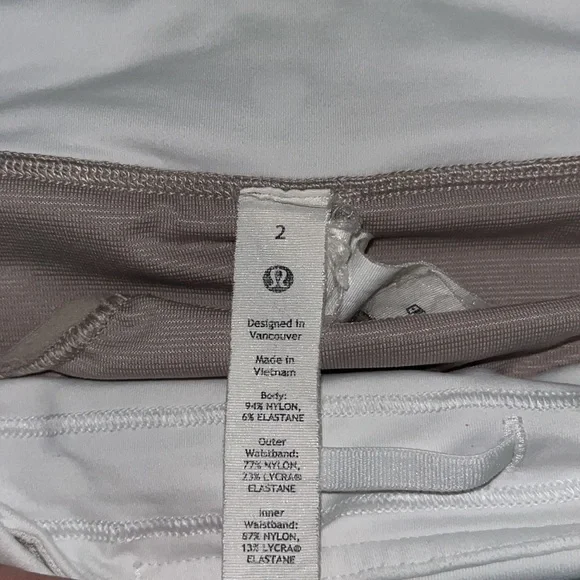 2
Designed in
Vancouver
Made in
Vietnam
Body:
94% NYLON,
6% ELASTANE
Outer
Waistband:
77% NYLON,
23% LYCRA®
ELASTANE
Inner
Waistband:
87% NYLON,
13% LYCRA®
ELASTANE